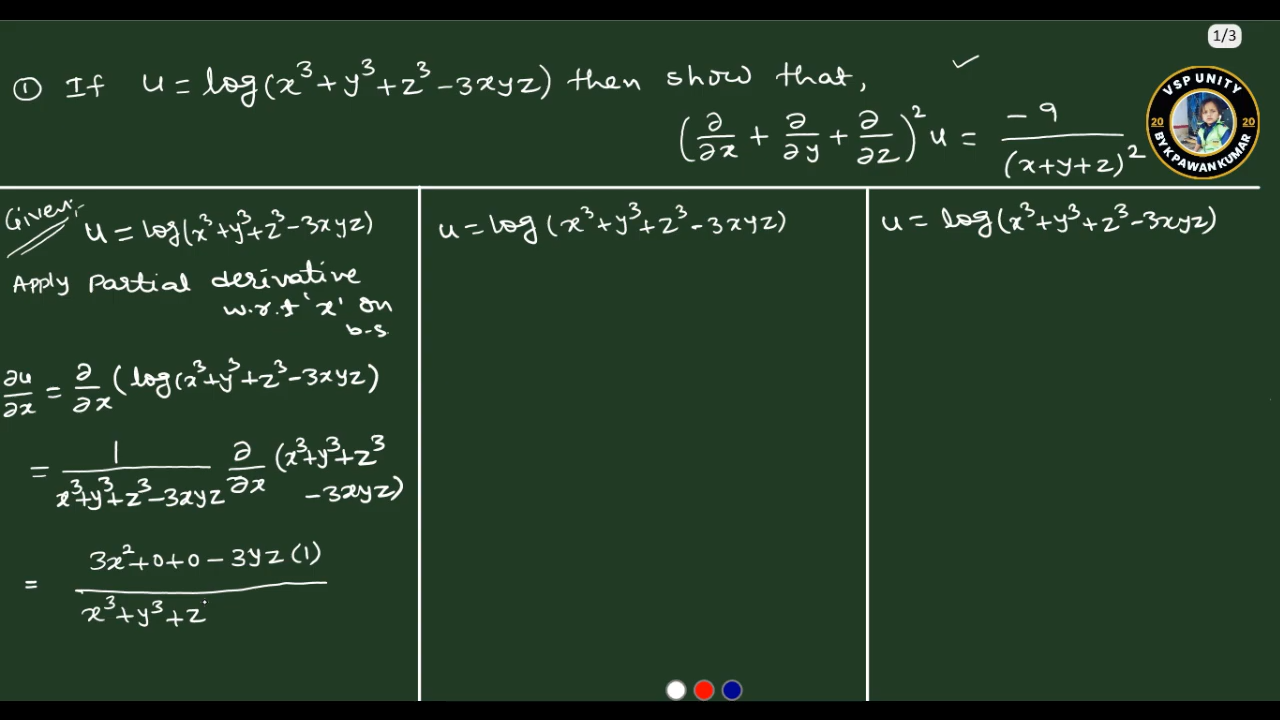 1/3
① If u = log(x³+y³+z³-3xyz) then show that,
(∂/∂x + ∂/∂y + ∂/∂z)² u = -9/(x+y+z)²
VSP UNITY
20 20
BY K PAWAN KUMAR
Given:-
u = log(x³+y³+z³-3xyz)
Apply Partial derivative
w.r.t 'x' on
b-s.
∂u/∂x = ∂/∂x (log(x³+y³+z³-3xyz)
= 1/(x³+y³+z³-3xyz) ∂/∂x (x³+y³+z³
-3xyz)
= 3x²+0+0-3yz(1)
x³+y³+z
u = log(x³+y³+z³-3xyz)
u = log(x³+y³+z³-3xyz)